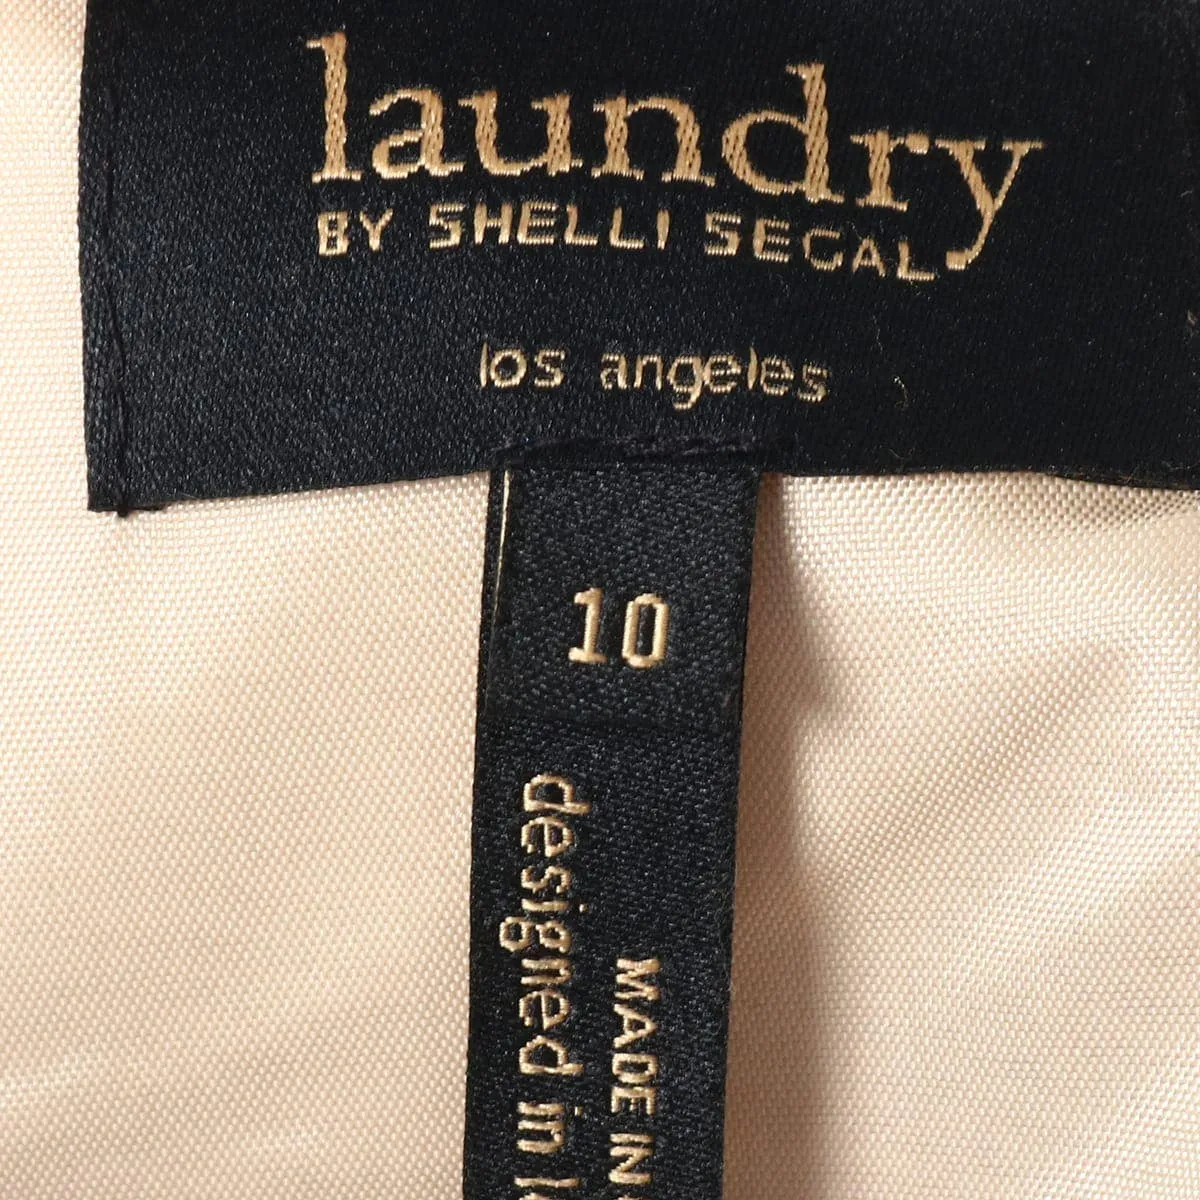 laundry
BY SHELLI SEGAL
los angeles
10
designed in
MADE IN